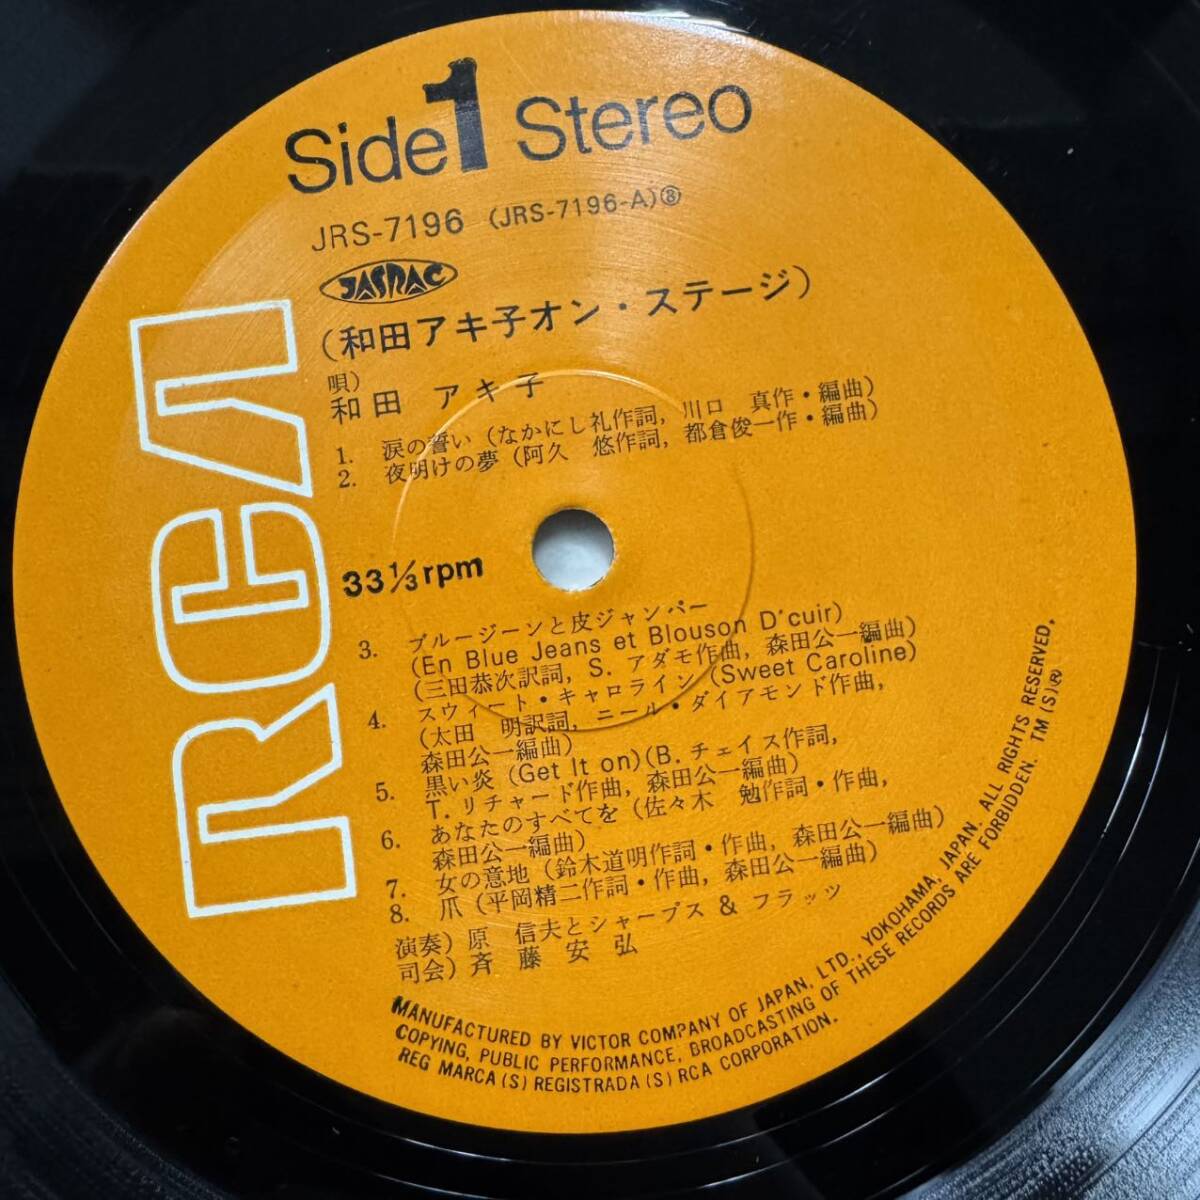 Side 1 Stereo
JRS-7196 (JRS-7196-A)⑧
JASRAC
(和田アキ子オン・ステージ)
唄)
和田 アキ子
1. 涙の誓い (なかにし礼作詞, 川口 真作・編曲)
2. 夜明けの夢 (阿久 悠作詞, 都倉俊一作・編曲)
33 1/3 rpm
3. ブルージーンと皮ジャンパー
(En Blue Jeans et Blouson D'cuir)
(三田恭次訳詞, S. アダモ作曲, 森田公一編曲)
4. スウィート・キャロライン (Sweet Caroline)
(太田 明訳詞, ニール・ダイアモンド作曲,
森田公一編曲)
5. 黒い炎 (Get It on) (B. チェイス作詞,
T. リチャード作曲, 森田公一編曲)
6. あなたのすべてを (佐々木 勉作詞・作曲,
森田公一編曲)
7. 女の意地 (鈴木道明作詞・作曲, 森田公一編曲)
8. 爪 (平岡精二作詞・作曲, 森田公一編曲)
演奏) 原 信夫とシャープス & フラッツ
司会) 斉 藤 安 弘
RCA
MANUFACTURED BY VICTOR COMPANY OF JAPAN, LTD., YOKOHAMA, JAPAN. ALL RIGHTS RESERVED,
COPYING, PUBLIC PERFORMANCE, BROADCASTING OF THESE RECORDS ARE FORBIDDEN. TM (S) ®
REG MARCA (S) REGISTRADA (S) RCA CORPORATION.